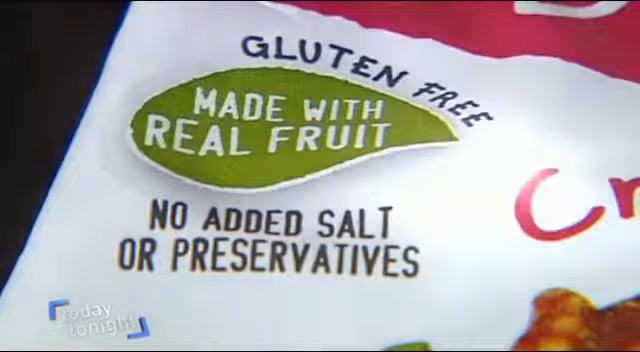 GLUTEN FREE
MADE WITH
REAL FRUIT
NO ADDED SALT
OR PRESERVATIVES
today
tonight